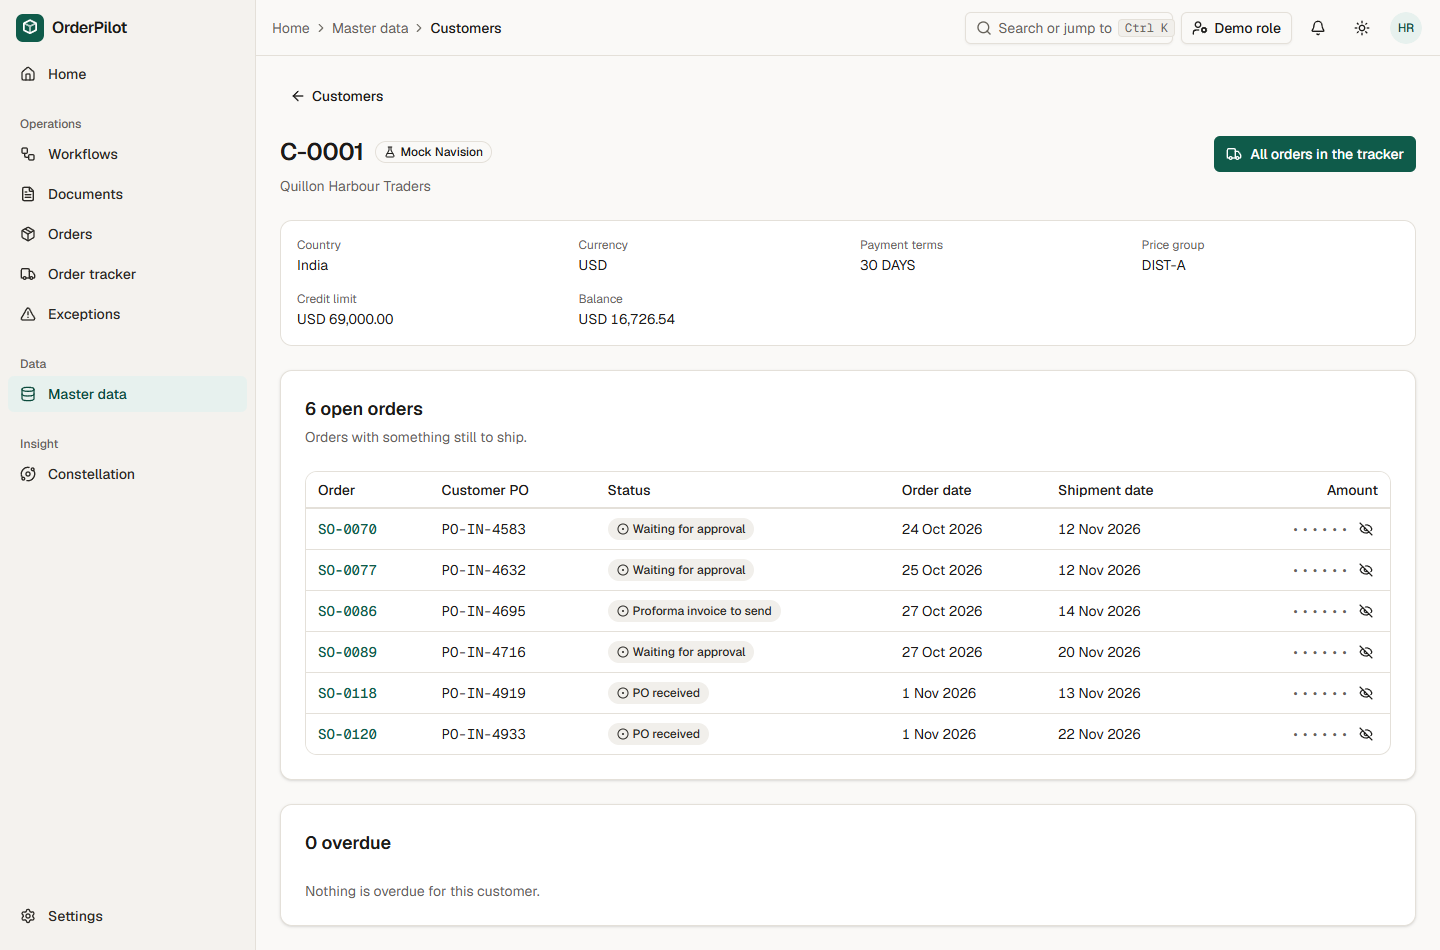 OrderPilot
Home
Operations
Workflows
Documents
Orders
Order tracker
Exceptions
Data
Master data
Insight
Constellation
Settings
Home > Master data > Customers
Search or jump to Ctrl K
Demo role
HR
Customers
C-0001 Mock Navision
All orders in the tracker
Quillon Harbour Traders
Country Currency Payment terms Price group
India USD 30 DAYS DIST-A
Credit limit Balance
USD 69,000.00 USD 16,726.54
6 open orders
Orders with something still to ship.
Order Customer PO Status Order date Shipment date Amount
SO-0070 PO-IN-4583 Waiting for approval 24 Oct 2026 12 Nov 2026 ••••••
SO-0077 PO-IN-4632 Waiting for approval 25 Oct 2026 12 Nov 2026 ••••••
SO-0086 PO-IN-4695 Proforma invoice to send 27 Oct 2026 14 Nov 2026 ••••••
SO-0089 PO-IN-4716 Waiting for approval 27 Oct 2026 20 Nov 2026 ••••••
SO-0118 PO-IN-4919 PO received 1 Nov 2026 13 Nov 2026 ••••••
SO-0120 PO-IN-4933 PO received 1 Nov 2026 22 Nov 2026 ••••••
0 overdue
Nothing is overdue for this customer.